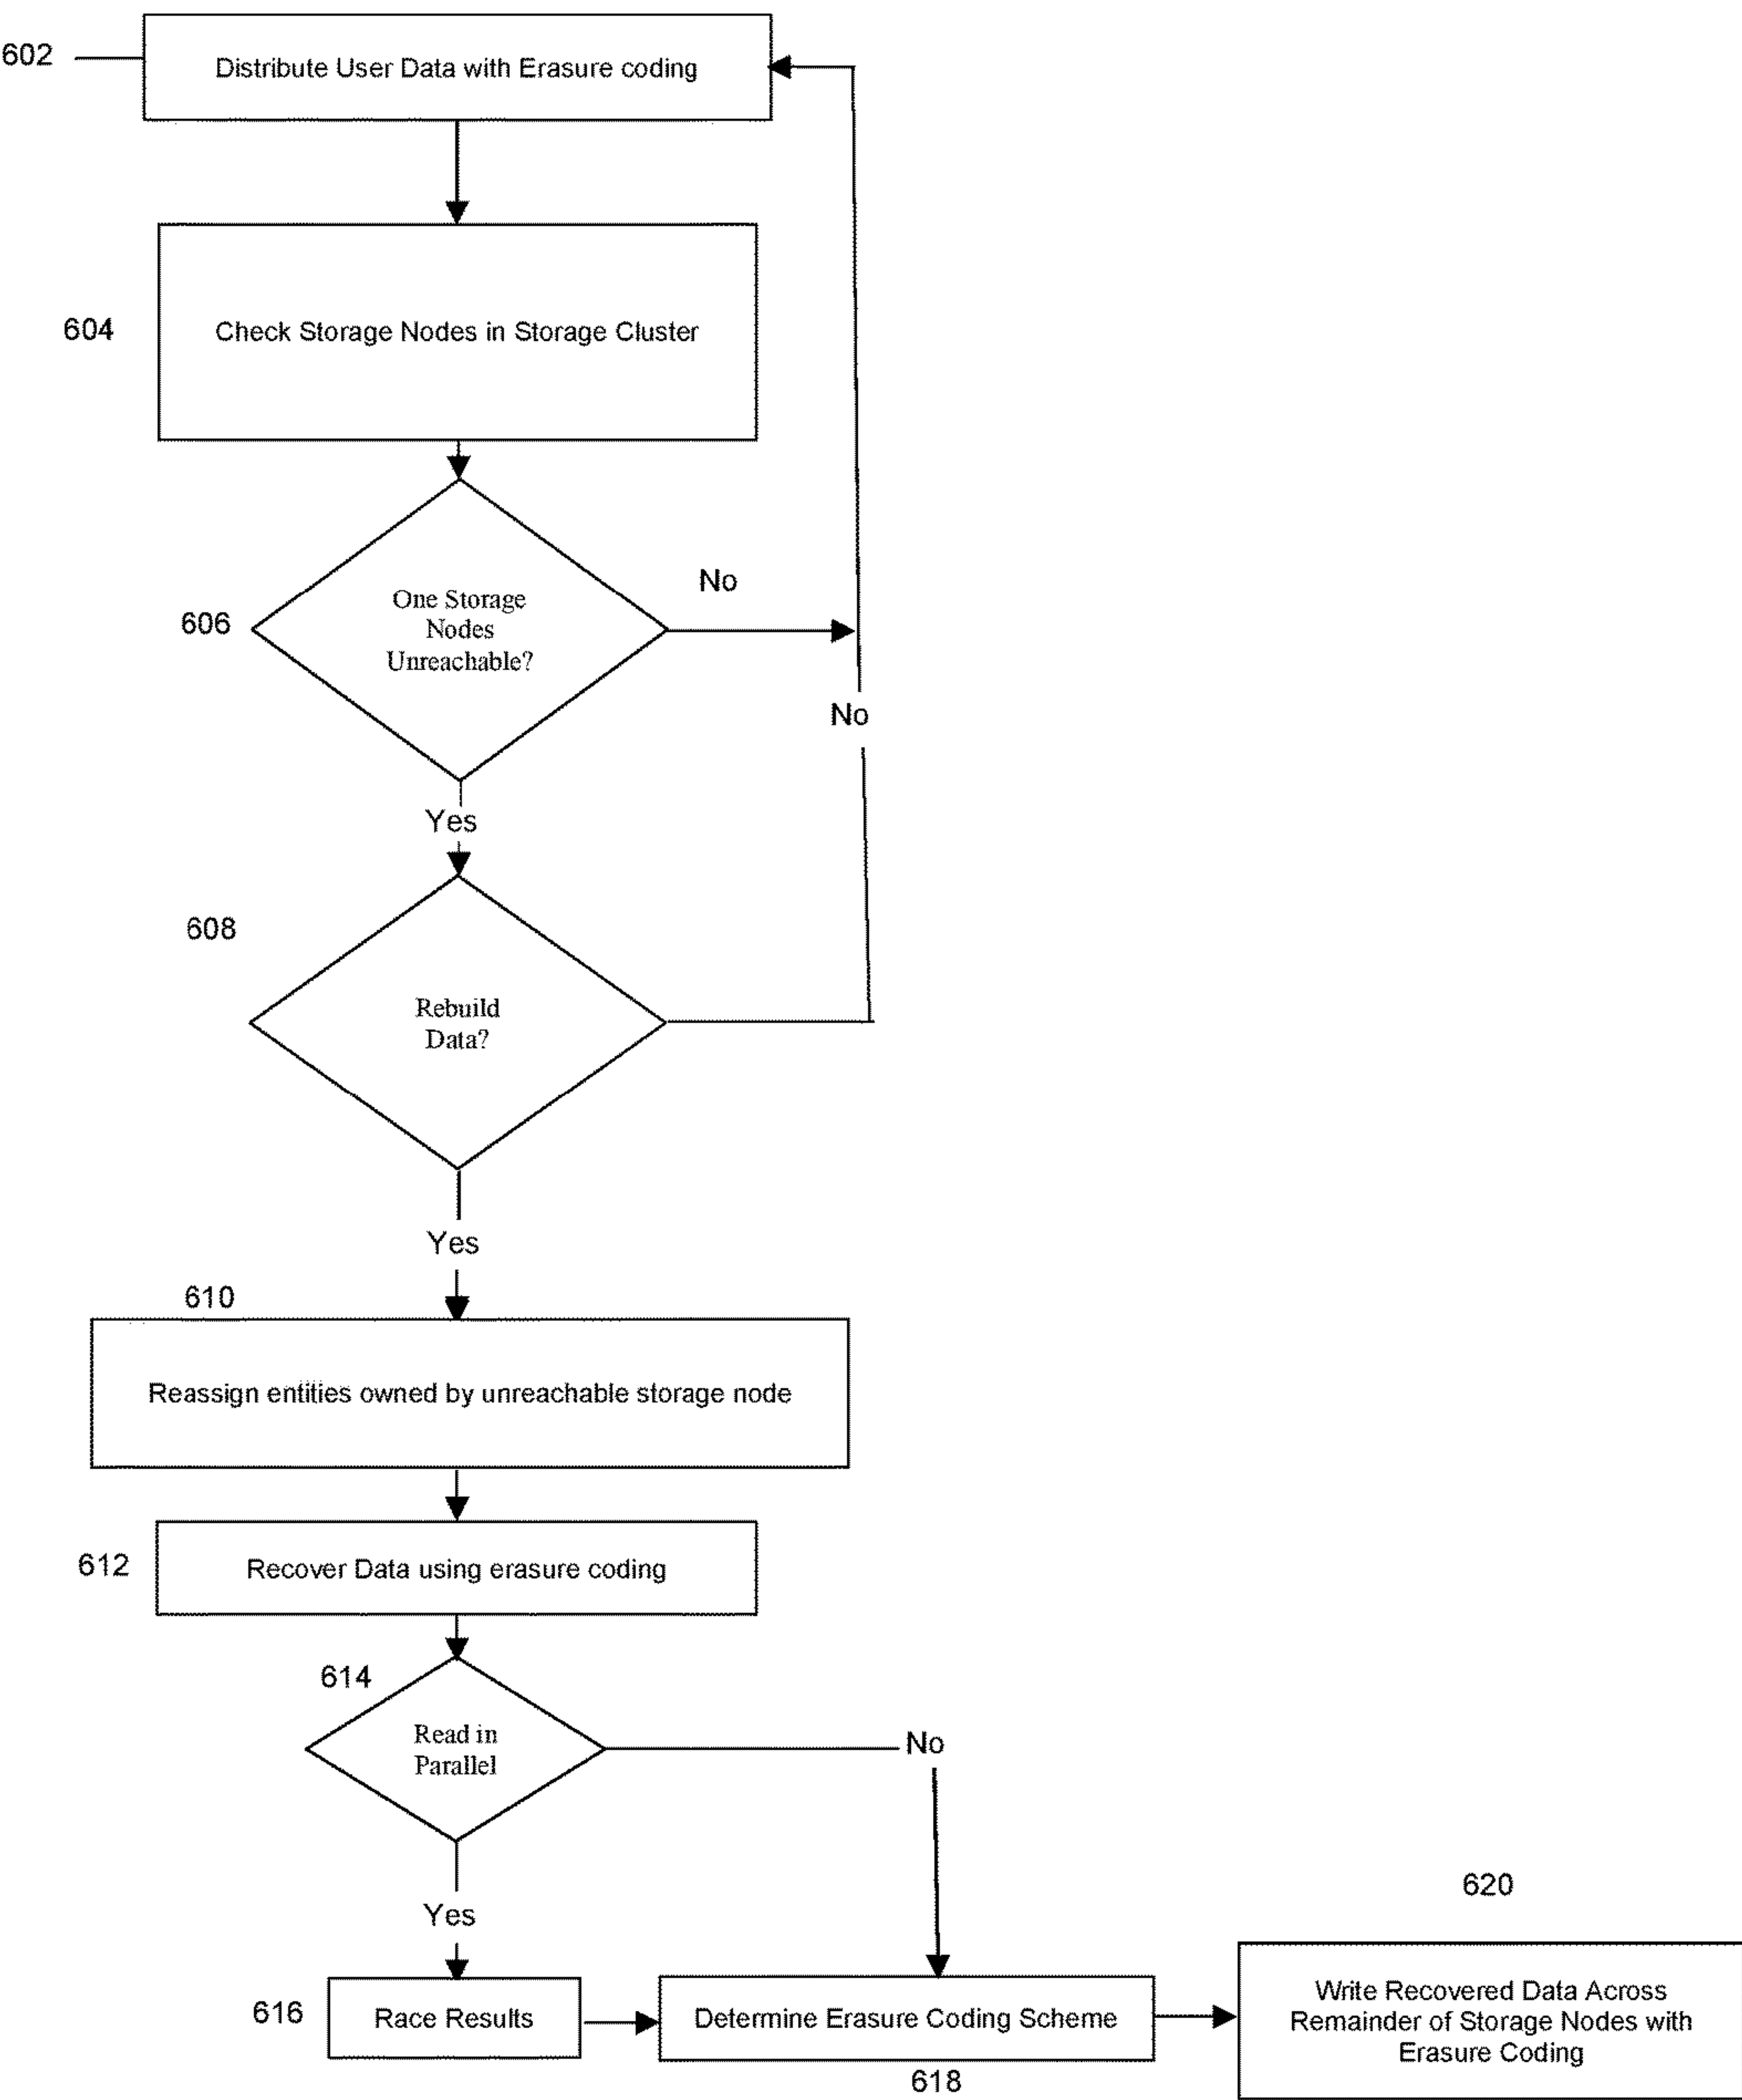 602
Distribute User Data with Erasure coding
604
Check Storage Nodes in Storage Cluster
606
One Storage
Nodes
Unreachable?
No
No
Yes
608
Rebuild
Data?
Yes
610
Reassign entities owned by unreachable storage node
612
Recover Data using erasure coding
614
Read in
Parallel
No
Yes
616
Race Results
Determine Erasure Coding Scheme
618
620
Write Recovered Data Across
Remainder of Storage Nodes with
Erasure Coding